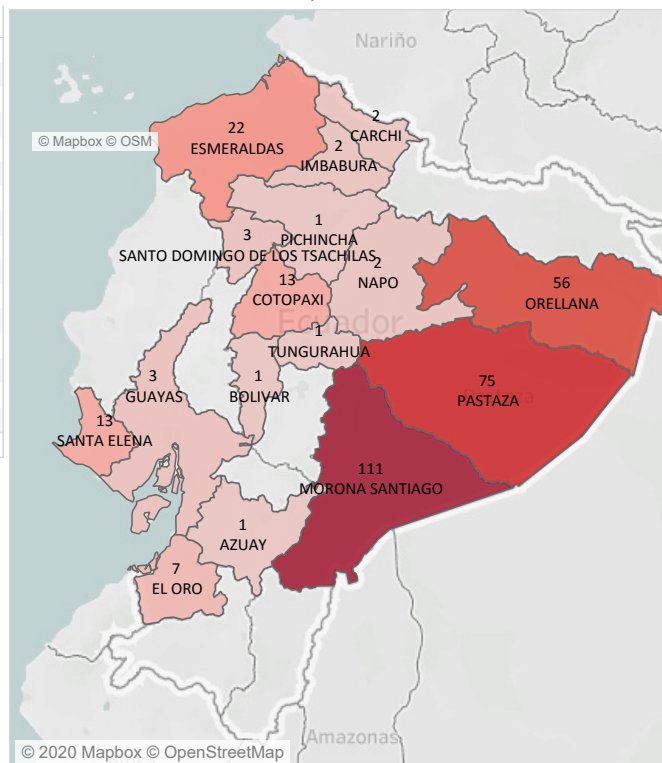 Nariño
2
CARCHI
22
ESMERALDAS
© Mapbox © OSM
2
IMBABURA
1
PICHINCHA
3
SANTO DOMINGO DE LOS TSACHILAS
2
NAPO
13
COTOPAXI
56
ORELLANA
Ecuador
1
TUNGURAHUA
3
GUAYAS
1
BOLIVAR
75
PASTAZA
13
SANTA ELENA
111
MORONA SANTIAGO
1
AZUAY
7
EL ORO
Amazonas
© 2020 Mapbox © OpenStreetMap